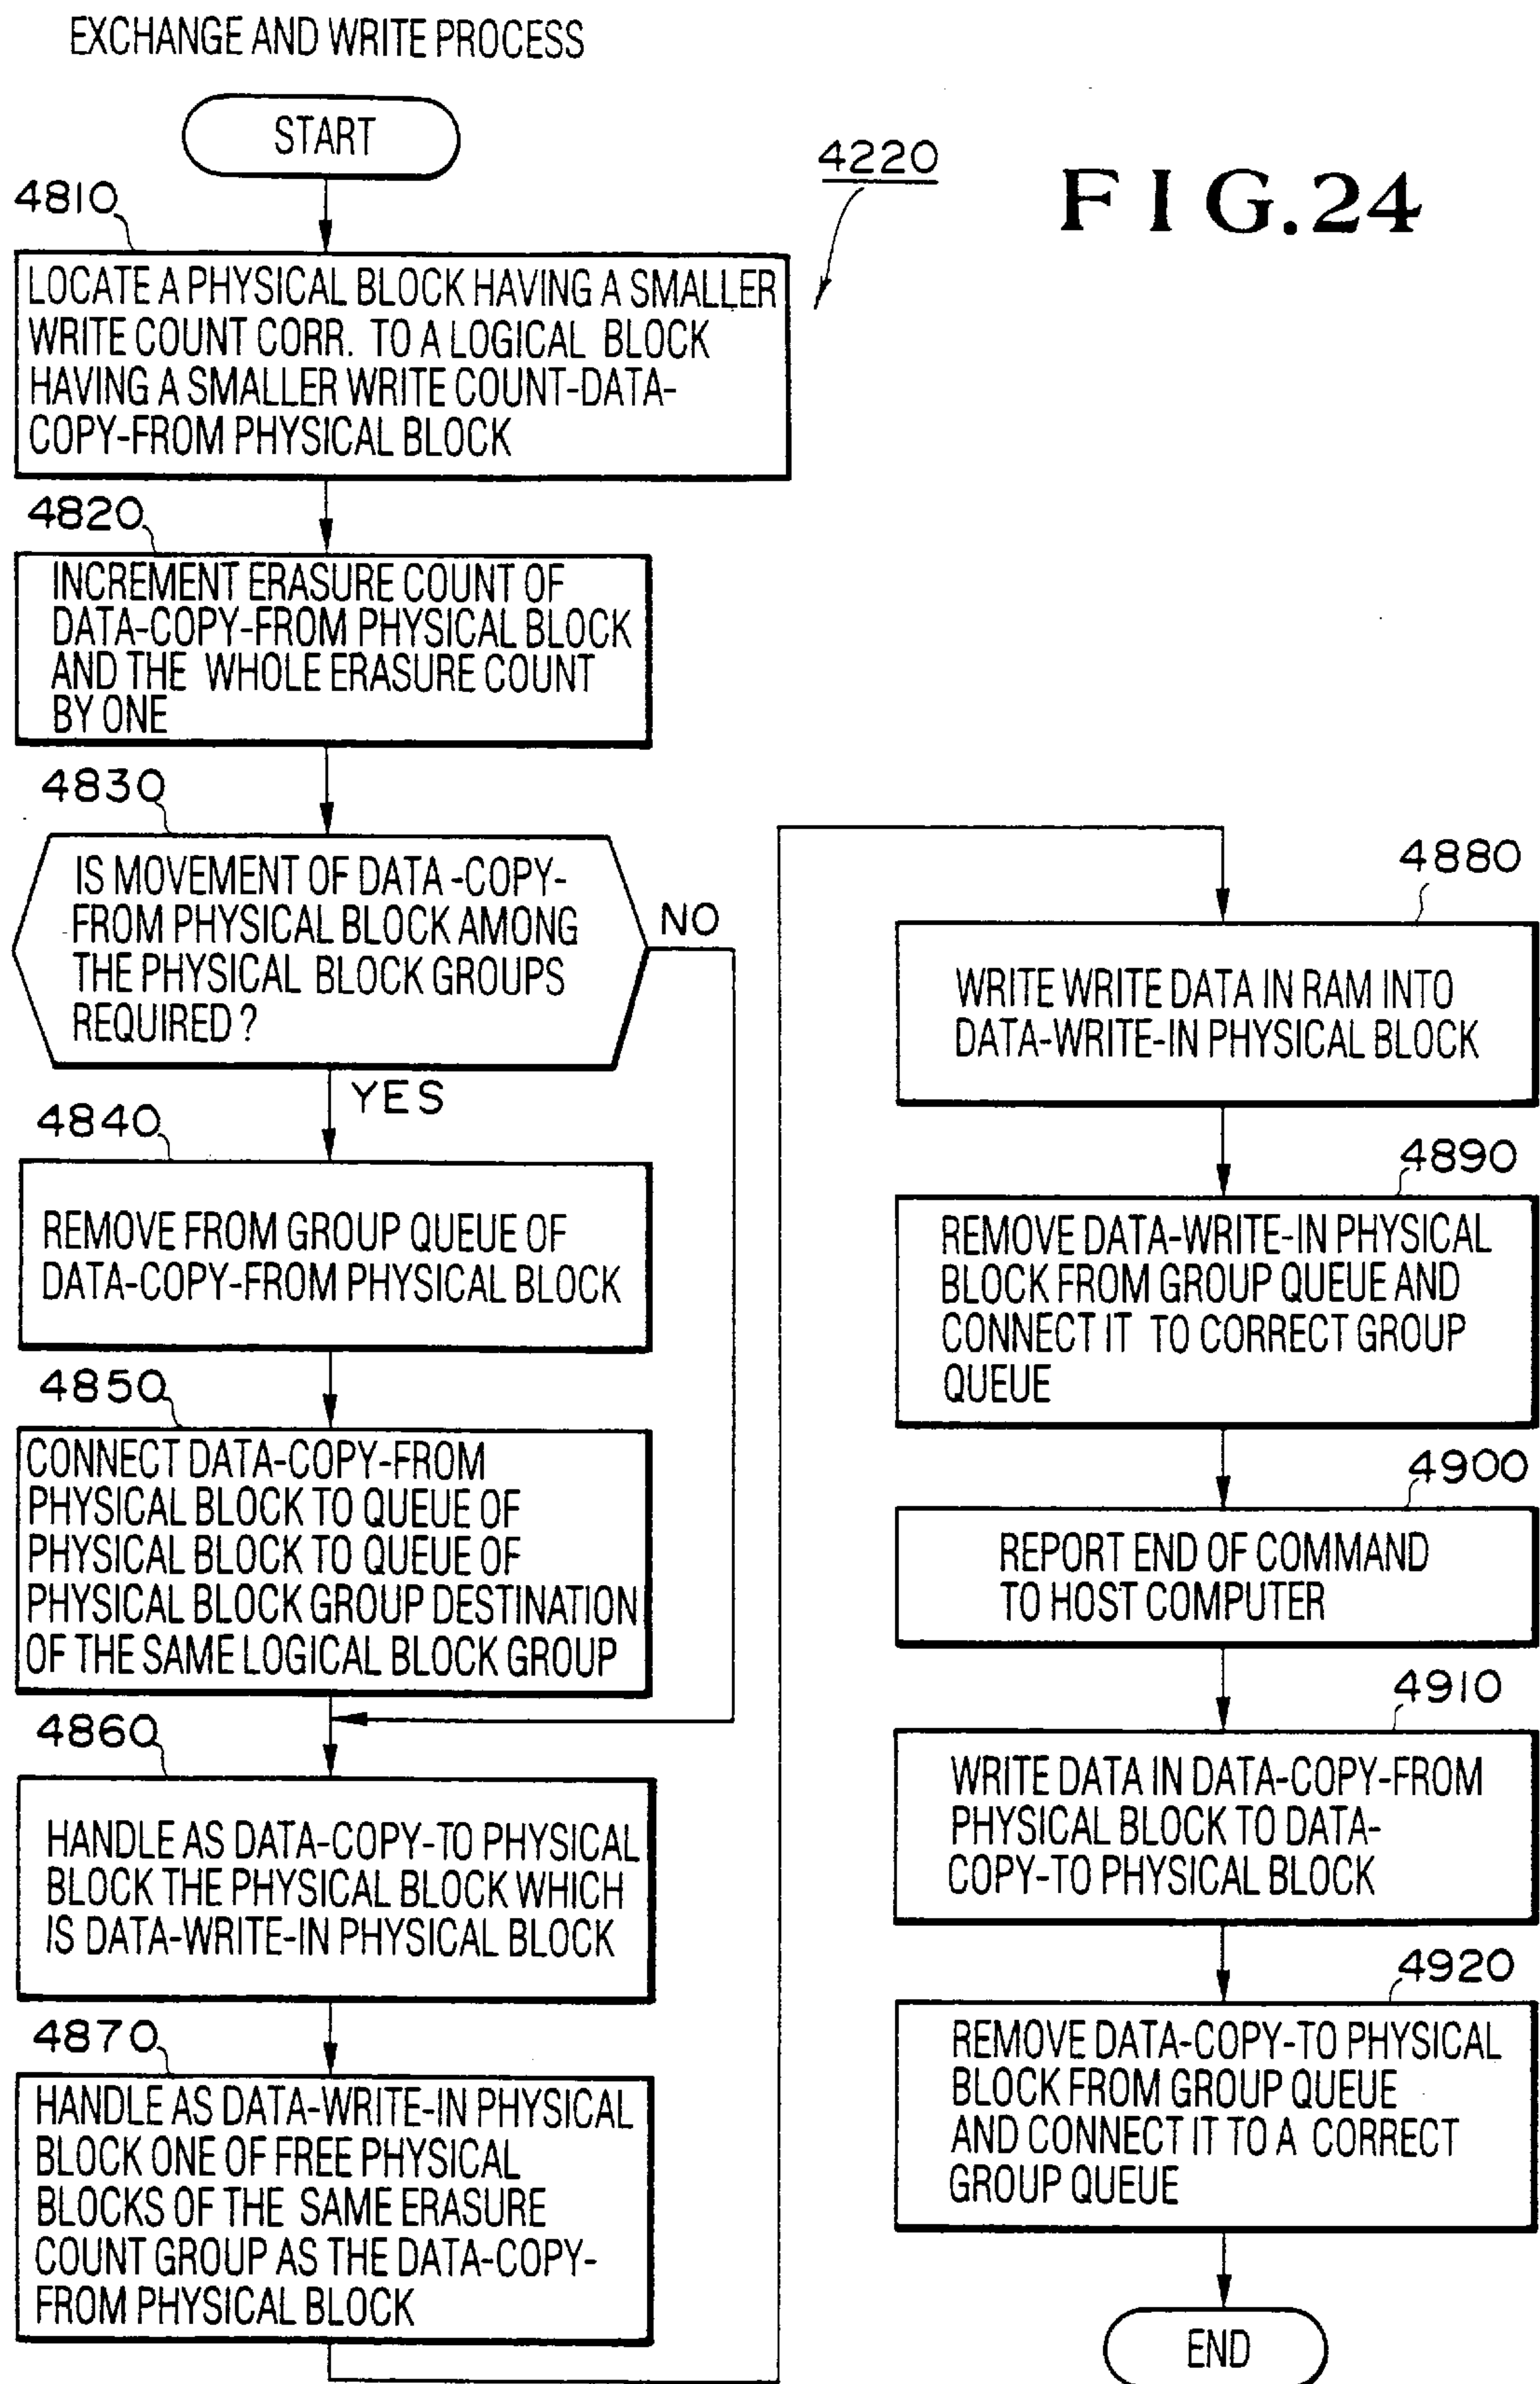 EXCHANGE AND WRITE PROCESS
START
4220
FIG.24
4810
LOCATE A PHYSICAL BLOCK HAVING A SMALLER
WRITE COUNT CORR. TO A LOGICAL BLOCK
HAVING A SMALLER WRITE COUNT-DATA-
COPY-FROM PHYSICAL BLOCK
4820
INCREMENT ERASURE COUNT OF
DATA-COPY-FROM PHYSICAL BLOCK
AND THE WHOLE ERASURE COUNT
BY ONE
4830
IS MOVEMENT OF DATA-COPY-
FROM PHYSICAL BLOCK AMONG
THE PHYSICAL BLOCK GROUPS
REQUIRED?
NO
YES
4840
REMOVE FROM GROUP QUEUE OF
DATA-COPY-FROM PHYSICAL BLOCK
4850
CONNECT DATA-COPY-FROM
PHYSICAL BLOCK TO QUEUE OF
PHYSICAL BLOCK TO QUEUE OF
PHYSICAL BLOCK GROUP DESTINATION
OF THE SAME LOGICAL BLOCK GROUP
4860
HANDLE AS DATA-COPY-TO PHYSICAL
BLOCK THE PHYSICAL BLOCK WHICH
IS DATA-WRITE-IN PHYSICAL BLOCK
4870
HANDLE AS DATA-WRITE-IN PHYSICAL
BLOCK ONE OF FREE PHYSICAL
BLOCKS OF THE SAME ERASURE
COUNT GROUP AS THE DATA-COPY-
FROM PHYSICAL BLOCK
4880
WRITE WRITE DATA IN RAM INTO
DATA-WRITE-IN PHYSICAL BLOCK
4890
REMOVE DATA-WRITE-IN PHYSICAL
BLOCK FROM GROUP QUEUE AND
CONNECT IT TO CORRECT GROUP
QUEUE
4900
REPORT END OF COMMAND
TO HOST COMPUTER
4910
WRITE DATA IN DATA-COPY-FROM
PHYSICAL BLOCK TO DATA-
COPY-TO PHYSICAL BLOCK
4920
REMOVE DATA-COPY-TO PHYSICAL
BLOCK FROM GROUP QUEUE
AND CONNECT IT TO A CORRECT
GROUP QUEUE
END